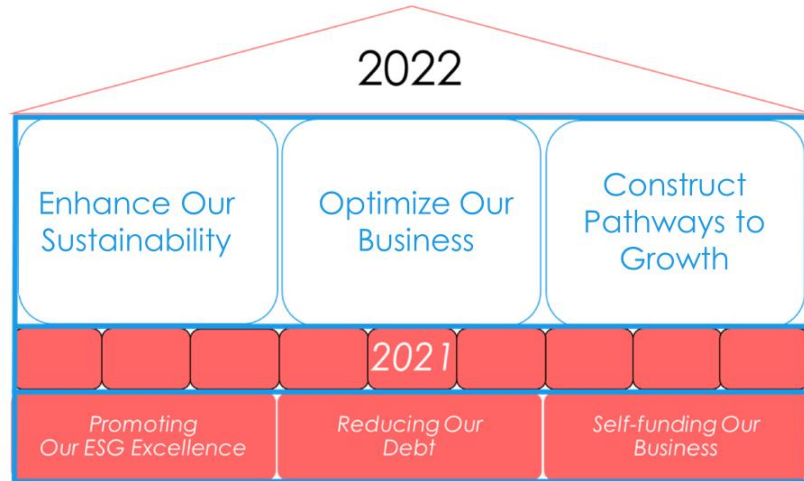 2022
Enhance Our
Sustainability
Optimize Our
Business
Construct
Pathways to
Growth
2021
Promoting
Our ESG Excellence
Reducing Our
Debt
Self-funding Our
Business